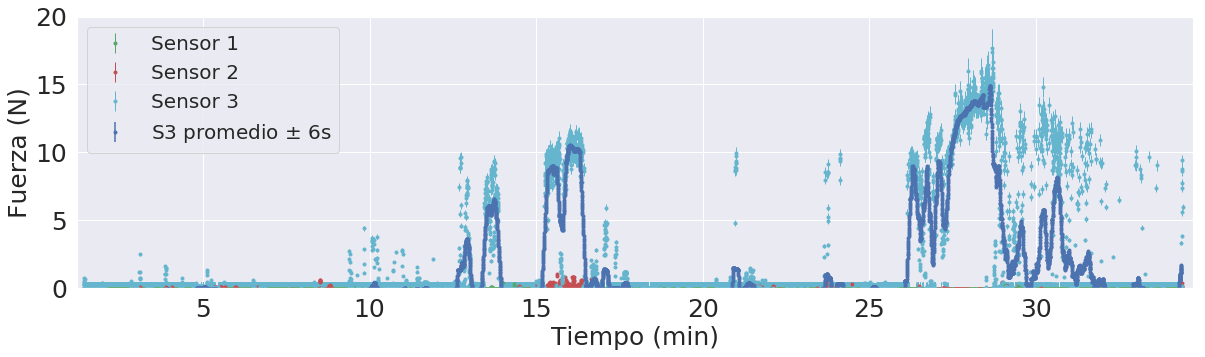 20
15
10
5
0
Fuerza (N)
Sensor 1
Sensor 2
Sensor 3
S3 promedio ± 6s
5
10
15
20
25
30
Tiempo (min)